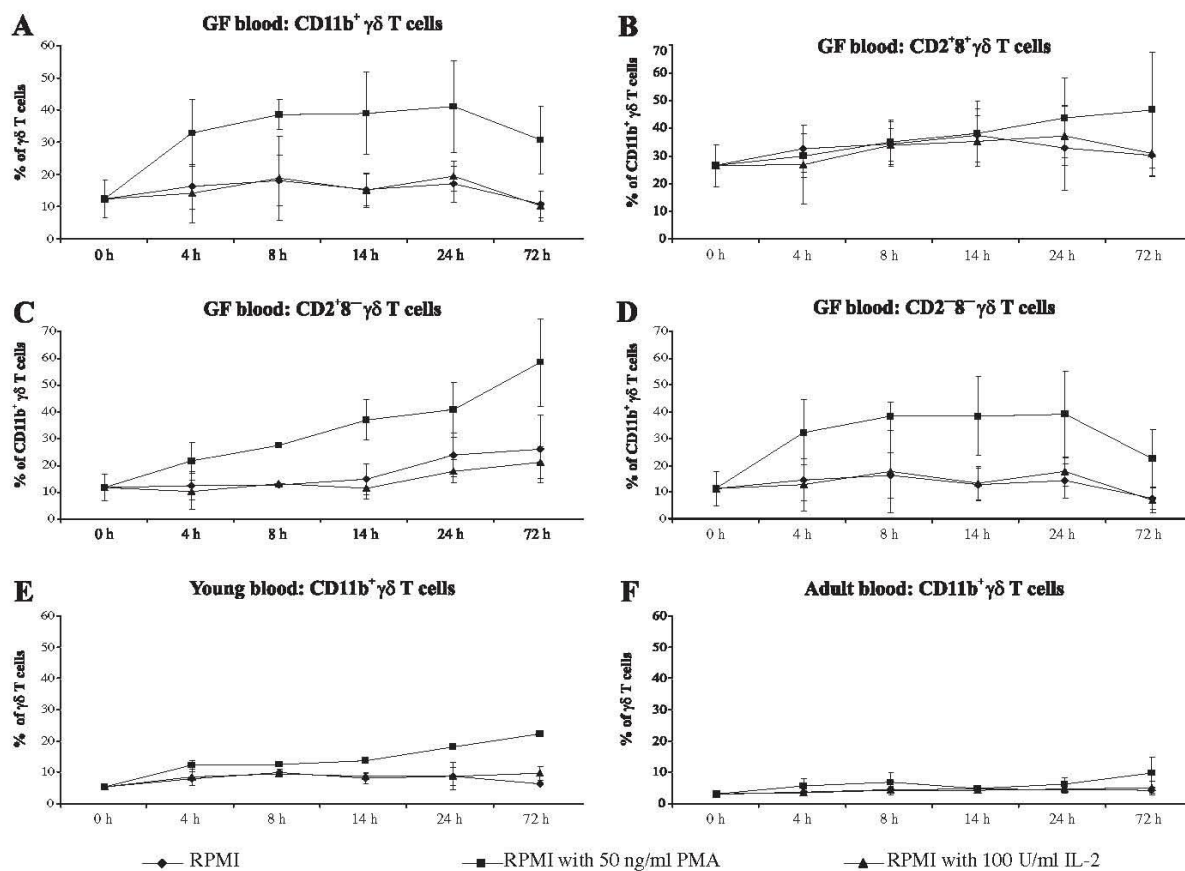 A
GF blood: CD11b⁺ γδ T cells
% of γδ T cells
60
50
40
30
20
10
0
0 h 4 h 8 h 14 h 24 h 72 h
B
GF blood: CD2⁺8⁺ γδ T cells
% of CD11b⁺ γδ T cells
70
60
50
40
30
20
10
0
0 h 4 h 8 h 14 h 24 h 72 h
C
GF blood: CD2⁺8⁻ γδ T cells
% of CD11b⁺ γδ T cells
70
60
50
40
30
20
10
0
0 h 4 h 8 h 14 h 24 h 72 h
D
GF blood: CD2⁻8⁻ γδ T cells
% of CD11b⁺ γδ T cells
70
60
50
40
30
20
10
0
0 h 4 h 8 h 14 h 24 h 72 h
E
Young blood: CD11b⁺ γδ T cells
% of γδ T cells
60
50
40
30
20
10
0
0 h 4 h 8 h 14 h 24 h 72 h
F
Adult blood: CD11b⁺ γδ T cells
% of γδ T cells
60
50
40
30
20
10
0
0 h 4 h 8 h 14 h 24 h 72 h
RPMI RPMI with 50 ng/ml PMA RPMI with 100 U/ml IL-2